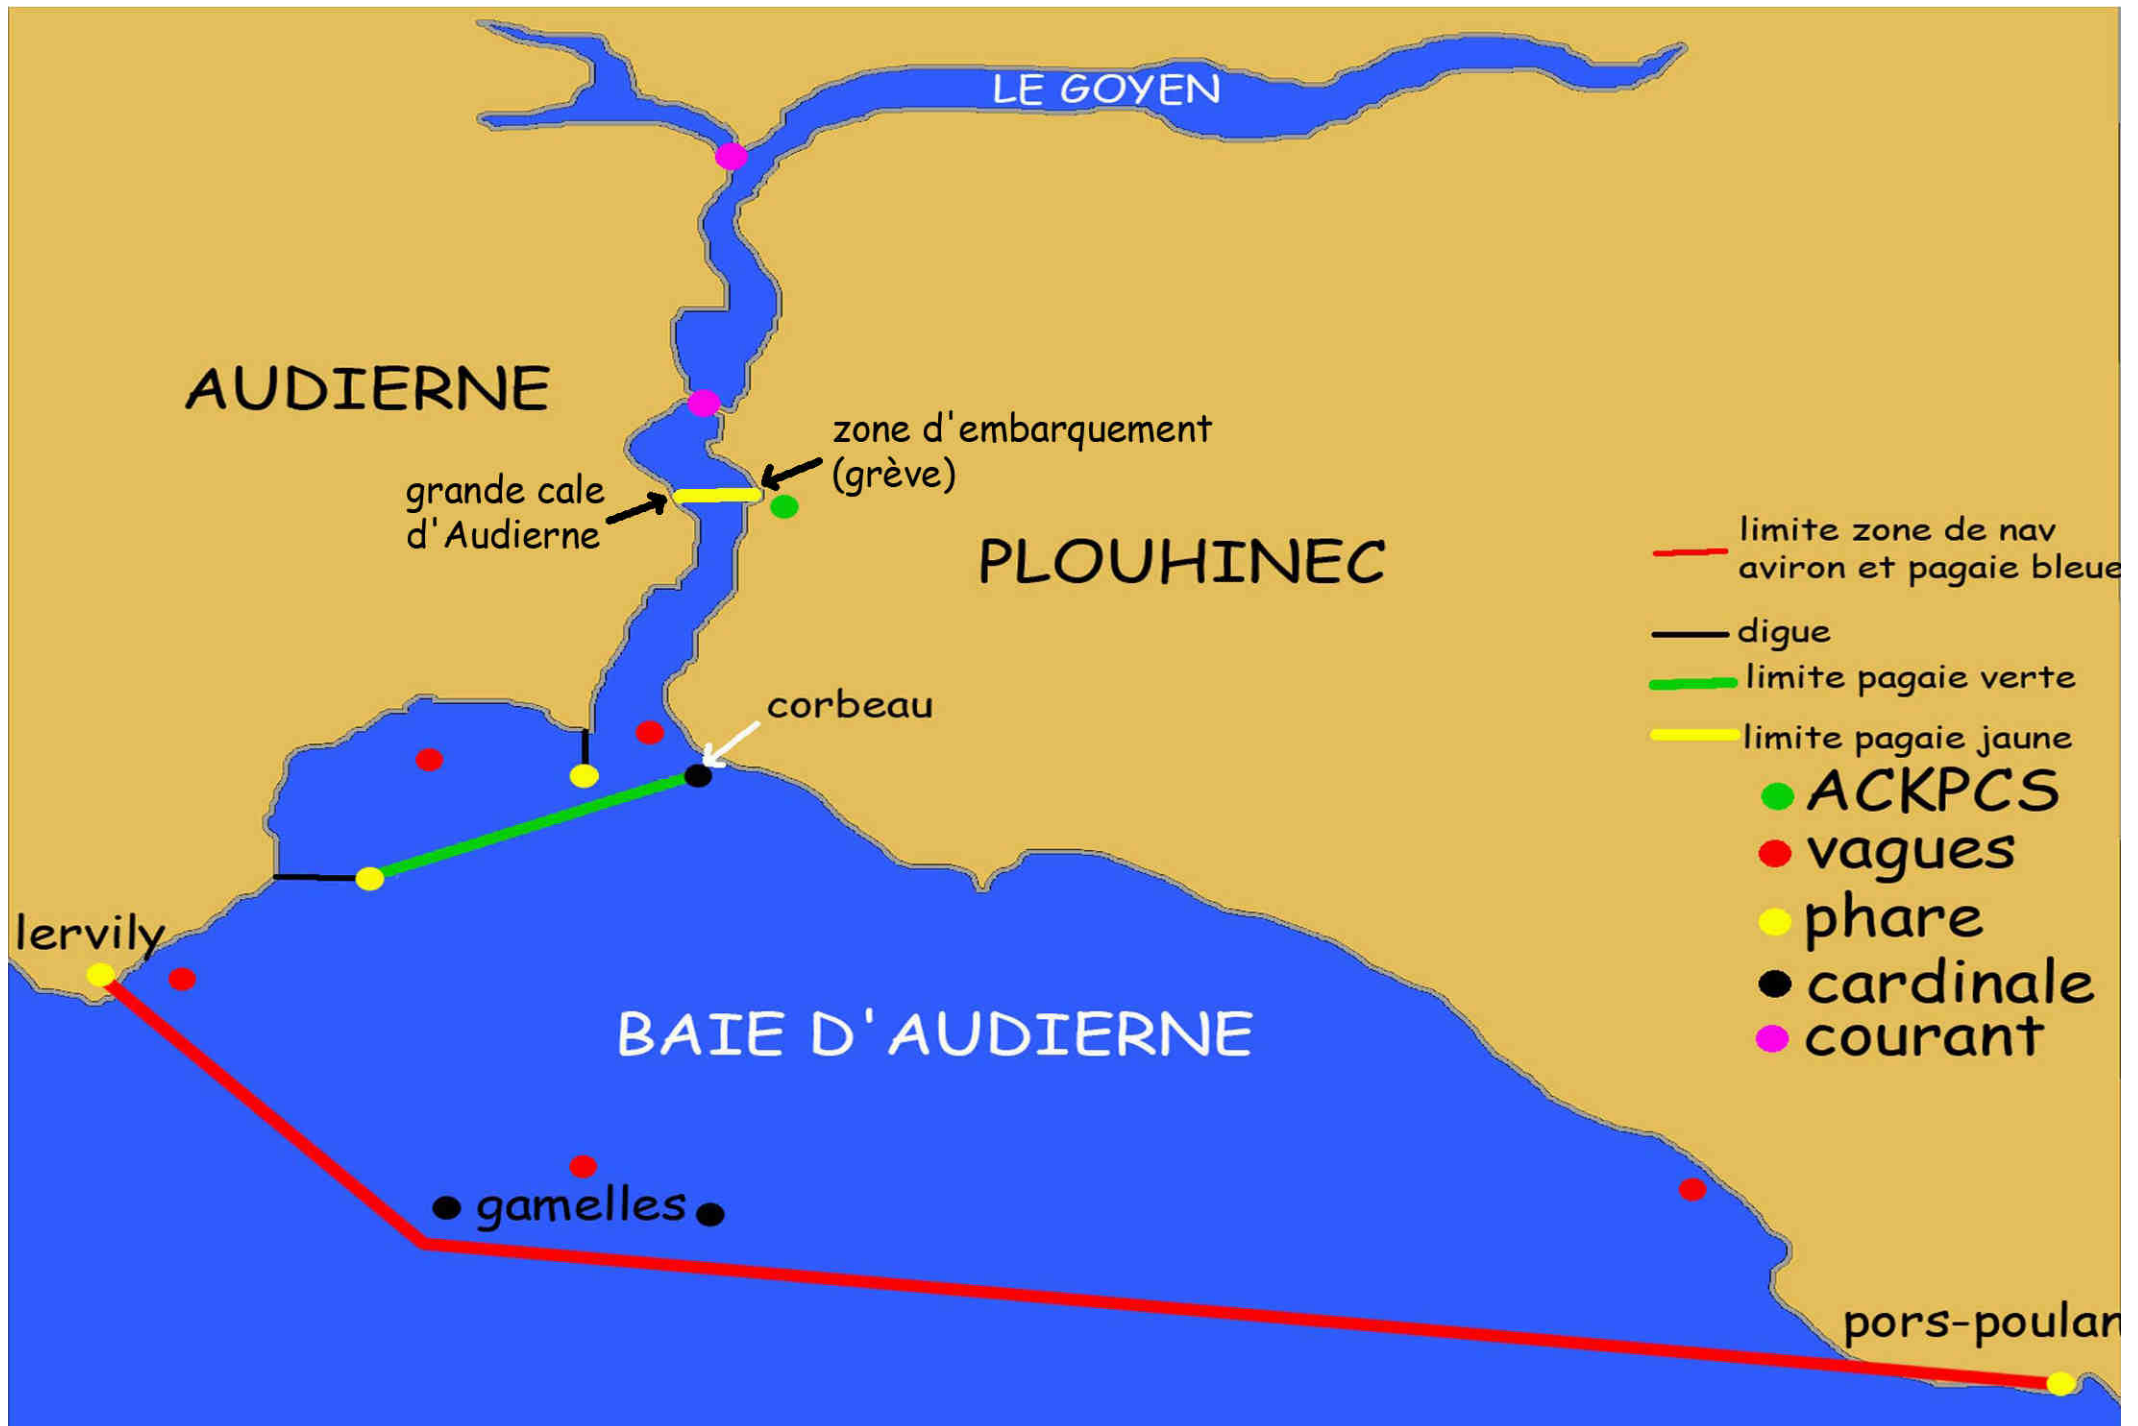 LE GOYEN
AUDIERNE
zone d'embarquement
(grève)
grande cale
d'Audierne
PLOUHINEC
limite zone de nav
aviron et pagaie bleue
digue
limite pagaie verte
corbeau
limite pagaie jaune
ACKPCS
vagues
phare
lervily
cardinale
BAIE D'AUDIERNE
courant
gamelles
pors-poulan